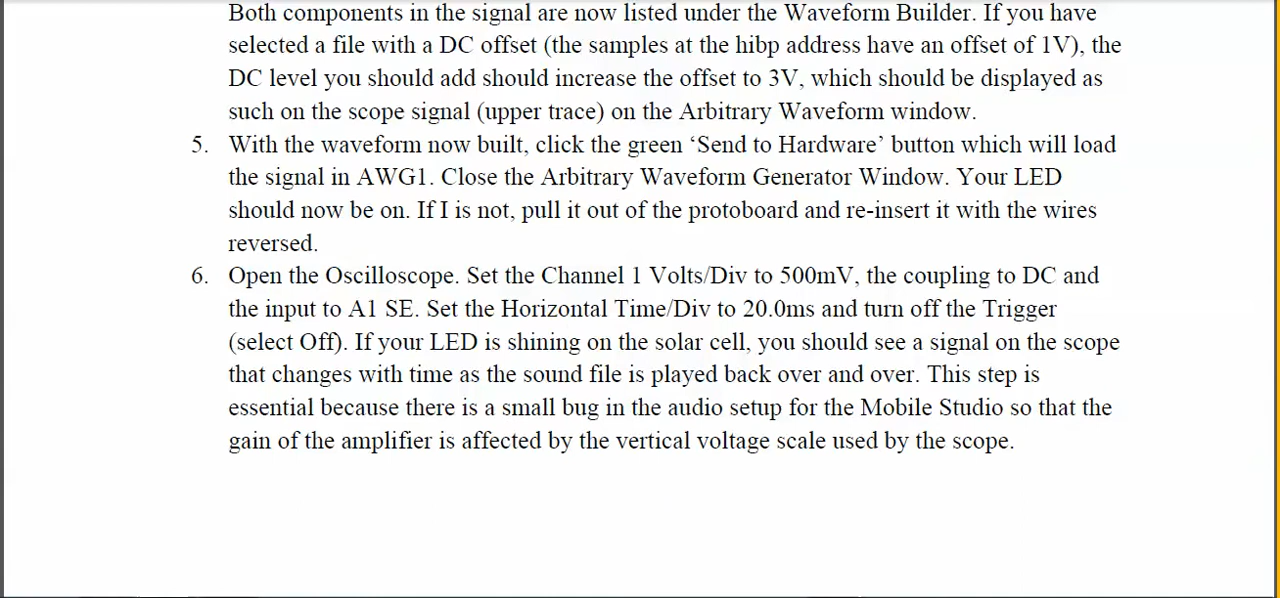 Both components in the signal are now listed under the Waveform Builder. If you have
selected a file with a DC offset (the samples at the hibp address have an offset of 1V), the
DC level you should add should increase the offset to 3V, which should be displayed as
such on the scope signal (upper trace) on the Arbitrary Waveform window.
5. With the waveform now built, click the green ‘Send to Hardware’ button which will load
the signal in AWG1. Close the Arbitrary Waveform Generator Window. Your LED
should now be on. If I is not, pull it out of the protoboard and re-insert it with the wires
reversed.
6. Open the Oscilloscope. Set the Channel 1 Volts/Div to 500mV, the coupling to DC and
the input to A1 SE. Set the Horizontal Time/Div to 20.0ms and turn off the Trigger
(select Off). If your LED is shining on the solar cell, you should see a signal on the scope
that changes with time as the sound file is played back over and over. This step is
essential because there is a small bug in the audio setup for the Mobile Studio so that the
gain of the amplifier is affected by the vertical voltage scale used by the scope.